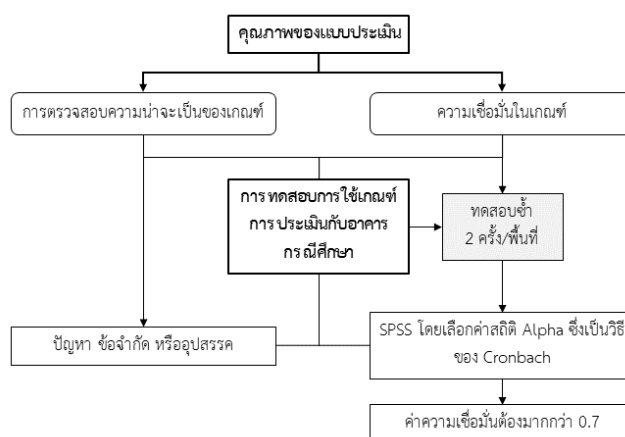 คุณภาพของแบบประเมิน
การตรวจสอบความน่าจะเป็นของเกณฑ์
ความเชื่อมั่นในเกณฑ์
การทดสอบการใช้เกณฑ์
การประเมินกับอาคาร
กรณีศึกษา
ทดสอบซ้ำ
2 ครั้ง/พื้นที่
ปัญหา ข้อจำกัด หรืออุปสรรค
SPSS โดยเลือกค่าสถิติ Alpha ซึ่งเป็นวิธี
ของ Cronbach
ค่าความเชื่อมั่นต้องมากกว่า 0.7